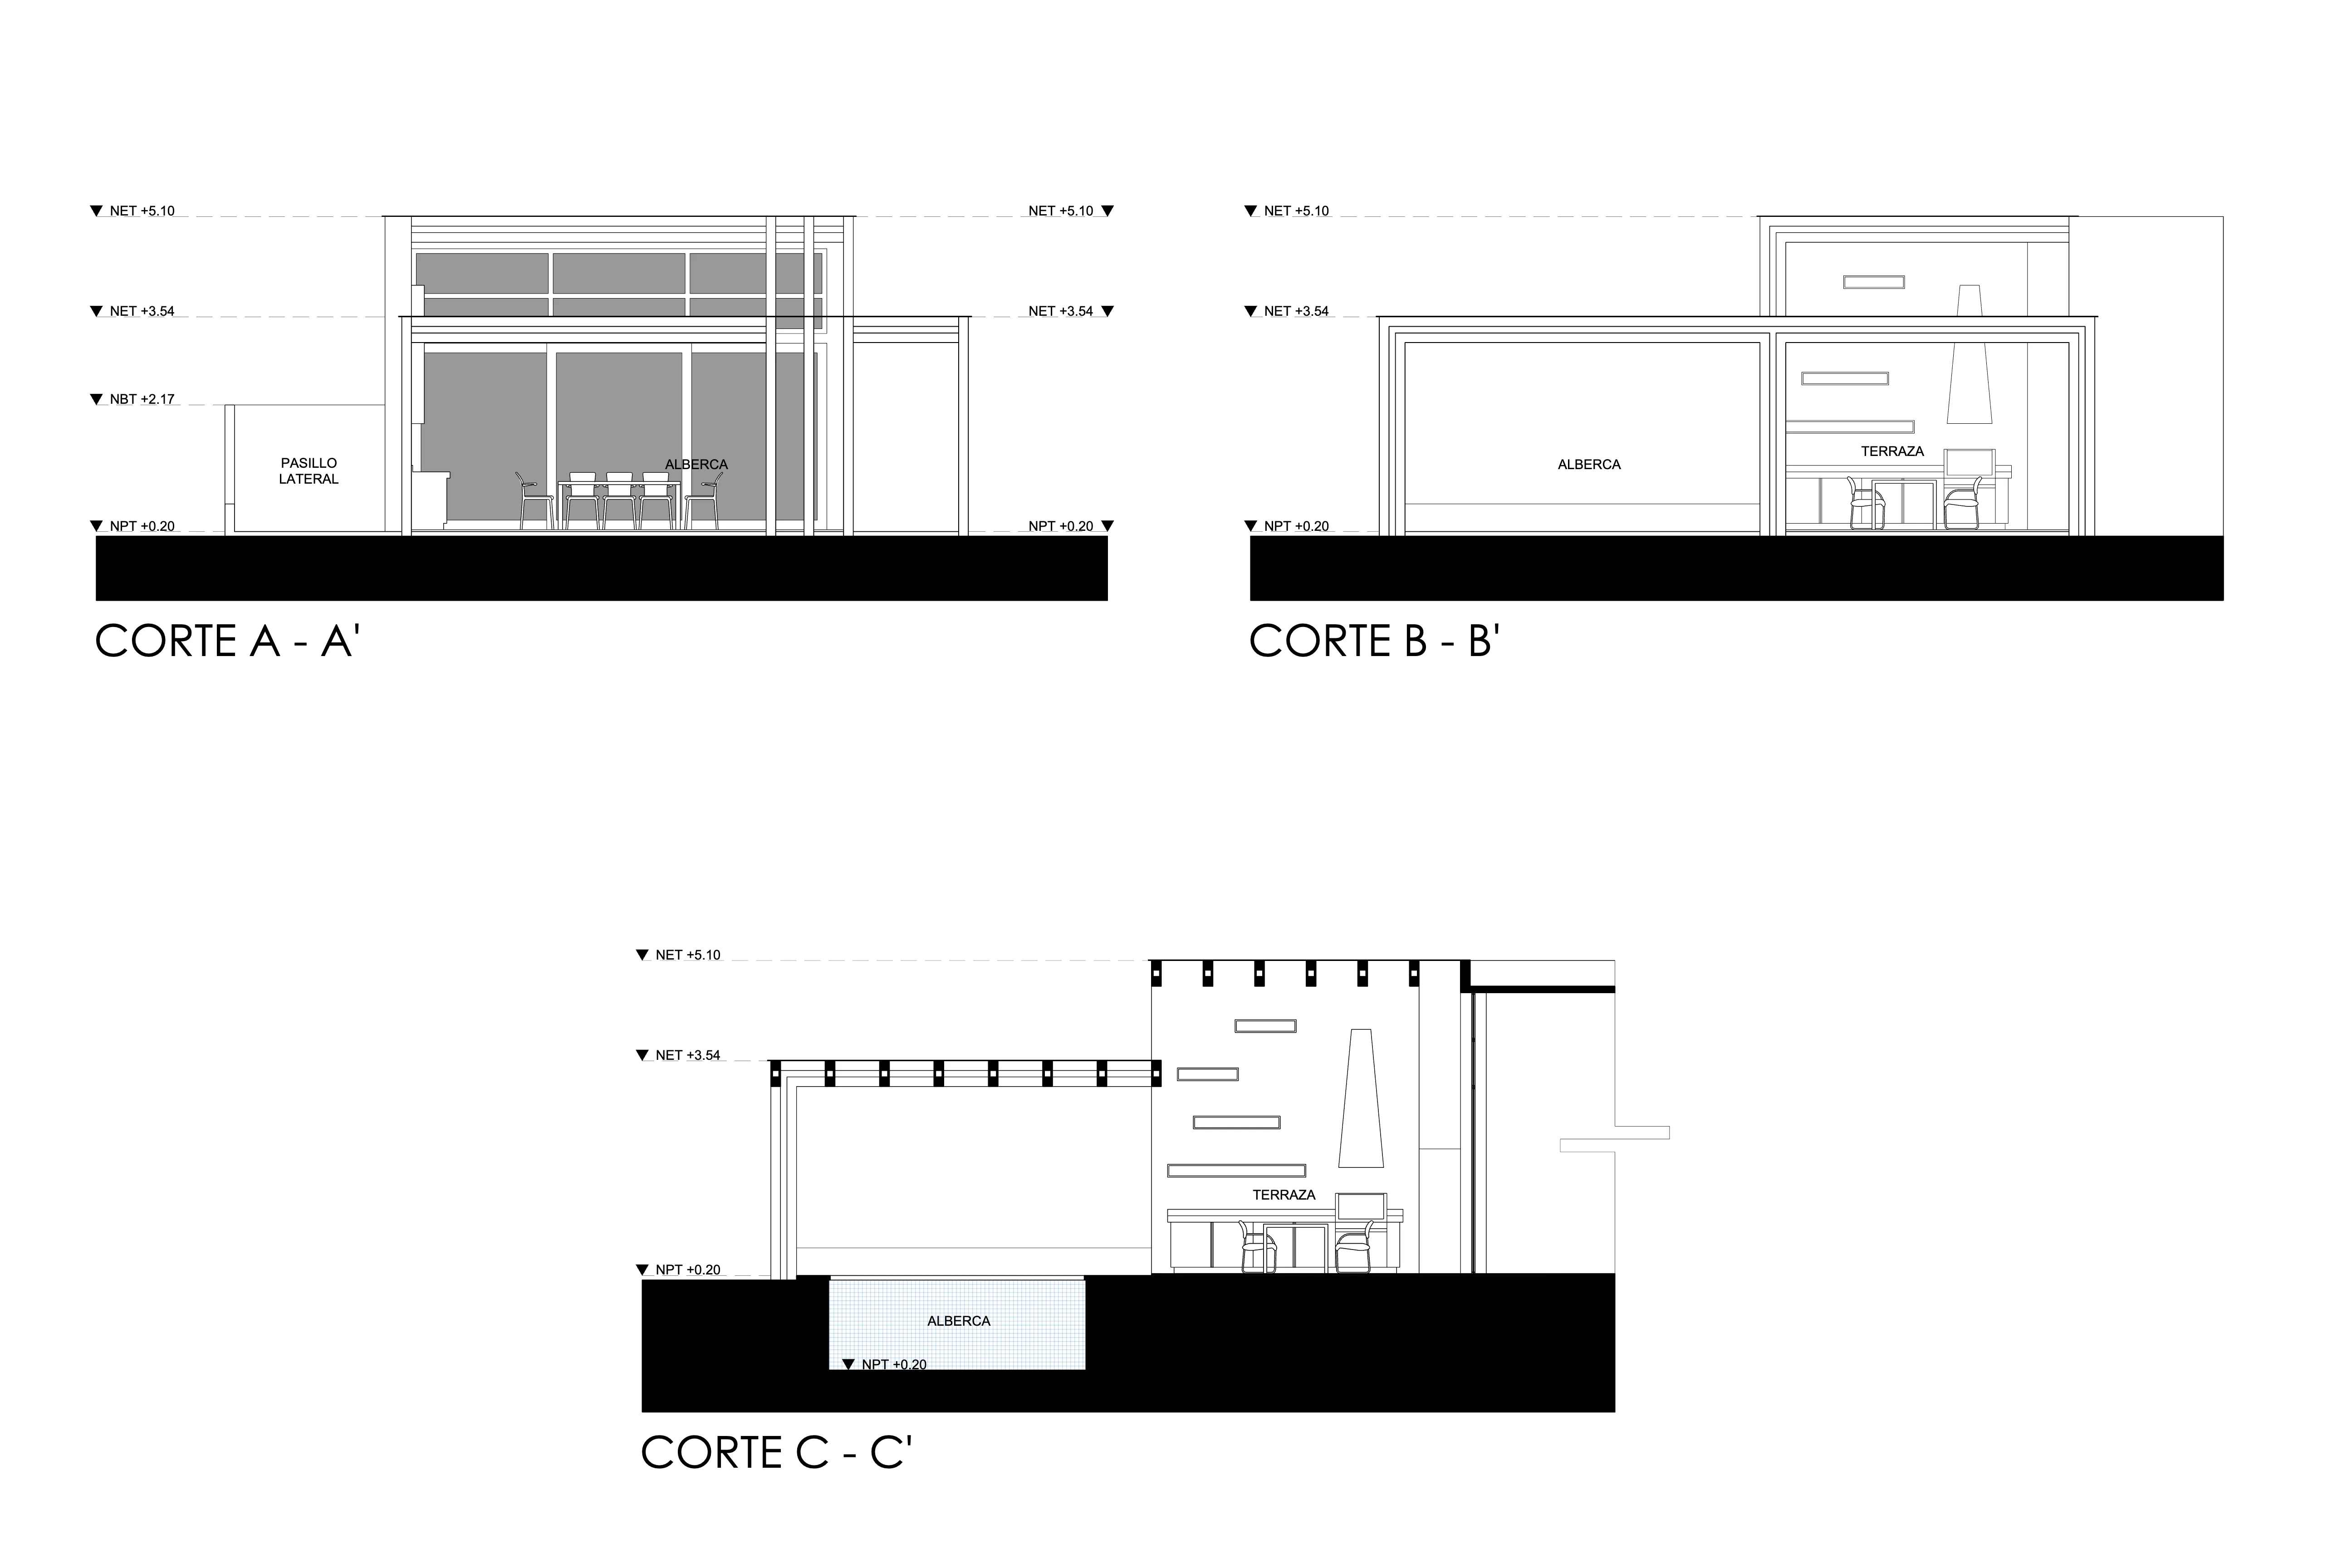 NET +5.10
NET +5.10
NET +3.54
NET +3.54
NBT +2.17
PASILLO
LATERAL
ALBERCA
NPT +0.20
NPT +0.20
CORTE A - A'
NET +5.10
NET +3.54
ALBERCA
TERRAZA
NPT +0.20
CORTE B - B'
NET +5.10
NET +3.54
TERRAZA
NPT +0.20
ALBERCA
NPT +0.20
CORTE C - C'